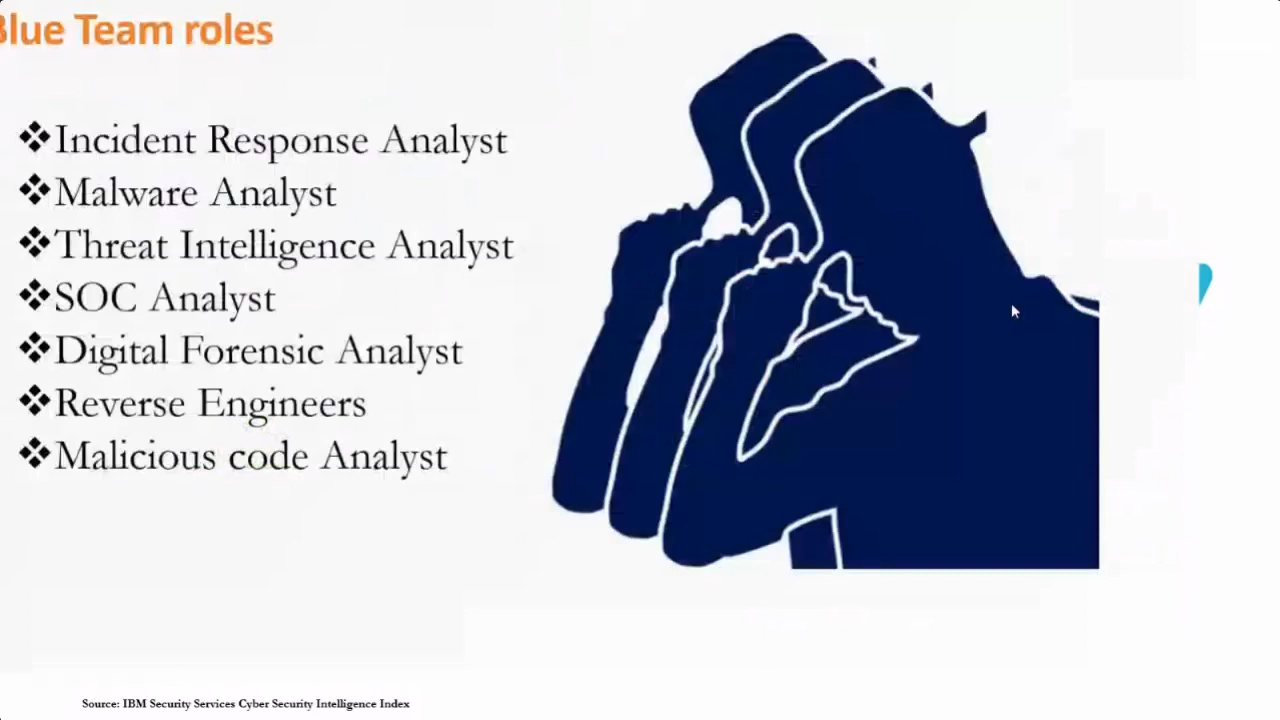 Blue Team roles
❖Incident Response Analyst
❖Malware Analyst
❖Threat Intelligence Analyst
❖SOC Analyst
❖Digital Forensic Analyst
❖Reverse Engineers
❖Malicious code Analyst
Source: IBM Security Services Cyber Security Intelligence Index